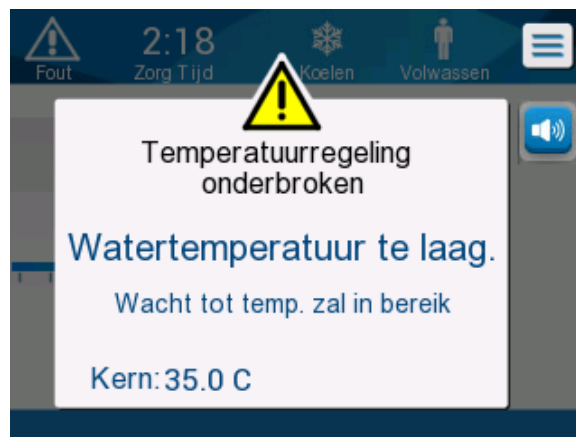 2:18
Fout
Zorg Tijd
Koelen
Volwassen
Temperatuurregeling
onderbroken
Watertemperatuur te laag.
Wacht tot temp. zal in bereik
Kern: 35.0 C